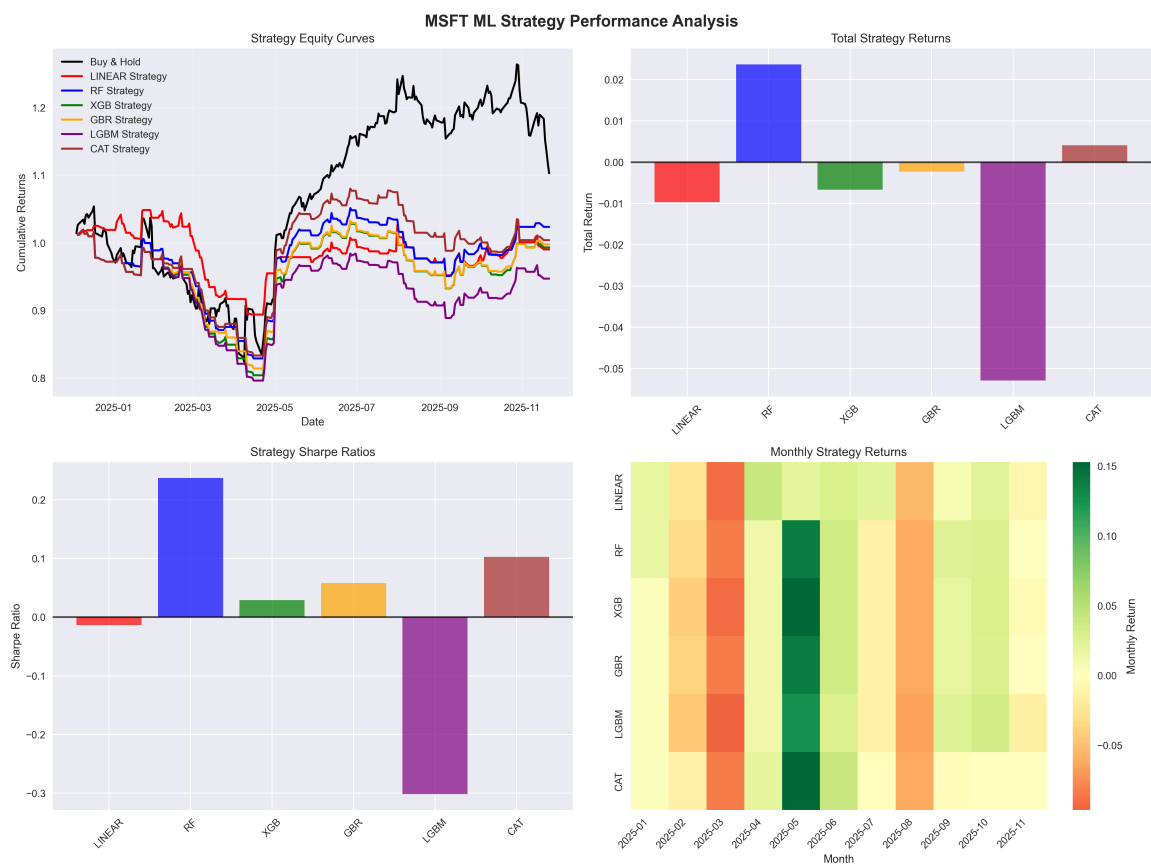 MSFT ML Strategy Performance Analysis
Strategy Equity Curves
Buy & Hold
LINEAR Strategy
RF Strategy
XGB Strategy
GBR Strategy
LGBM Strategy
CAT Strategy
1.2
1.1
1.0
0.9
0.8
Cumulative Returns
2025-01
2025-03
2025-05
2025-07
2025-09
2025-11
Date
Total Strategy Returns
0.02
0.01
0.00
−0.01
−0.02
−0.03
−0.04
−0.05
Total Return
LINEAR
RF
XGB
GBR
LGBM
CAT
Strategy Sharpe Ratios
0.2
0.1
0.0
−0.1
−0.2
−0.3
Sharpe Ratio
LINEAR
RF
XGB
GBR
LGBM
CAT
Monthly Strategy Returns
LINEAR
RF
XGB
GBR
LGBM
CAT
2025-01
2025-02
2025-03
2025-04
2025-05
2025-06
2025-07
2025-08
2025-09
2025-10
2025-11
Month
0.15
0.10
0.05
0.00
−0.05
Monthly Return